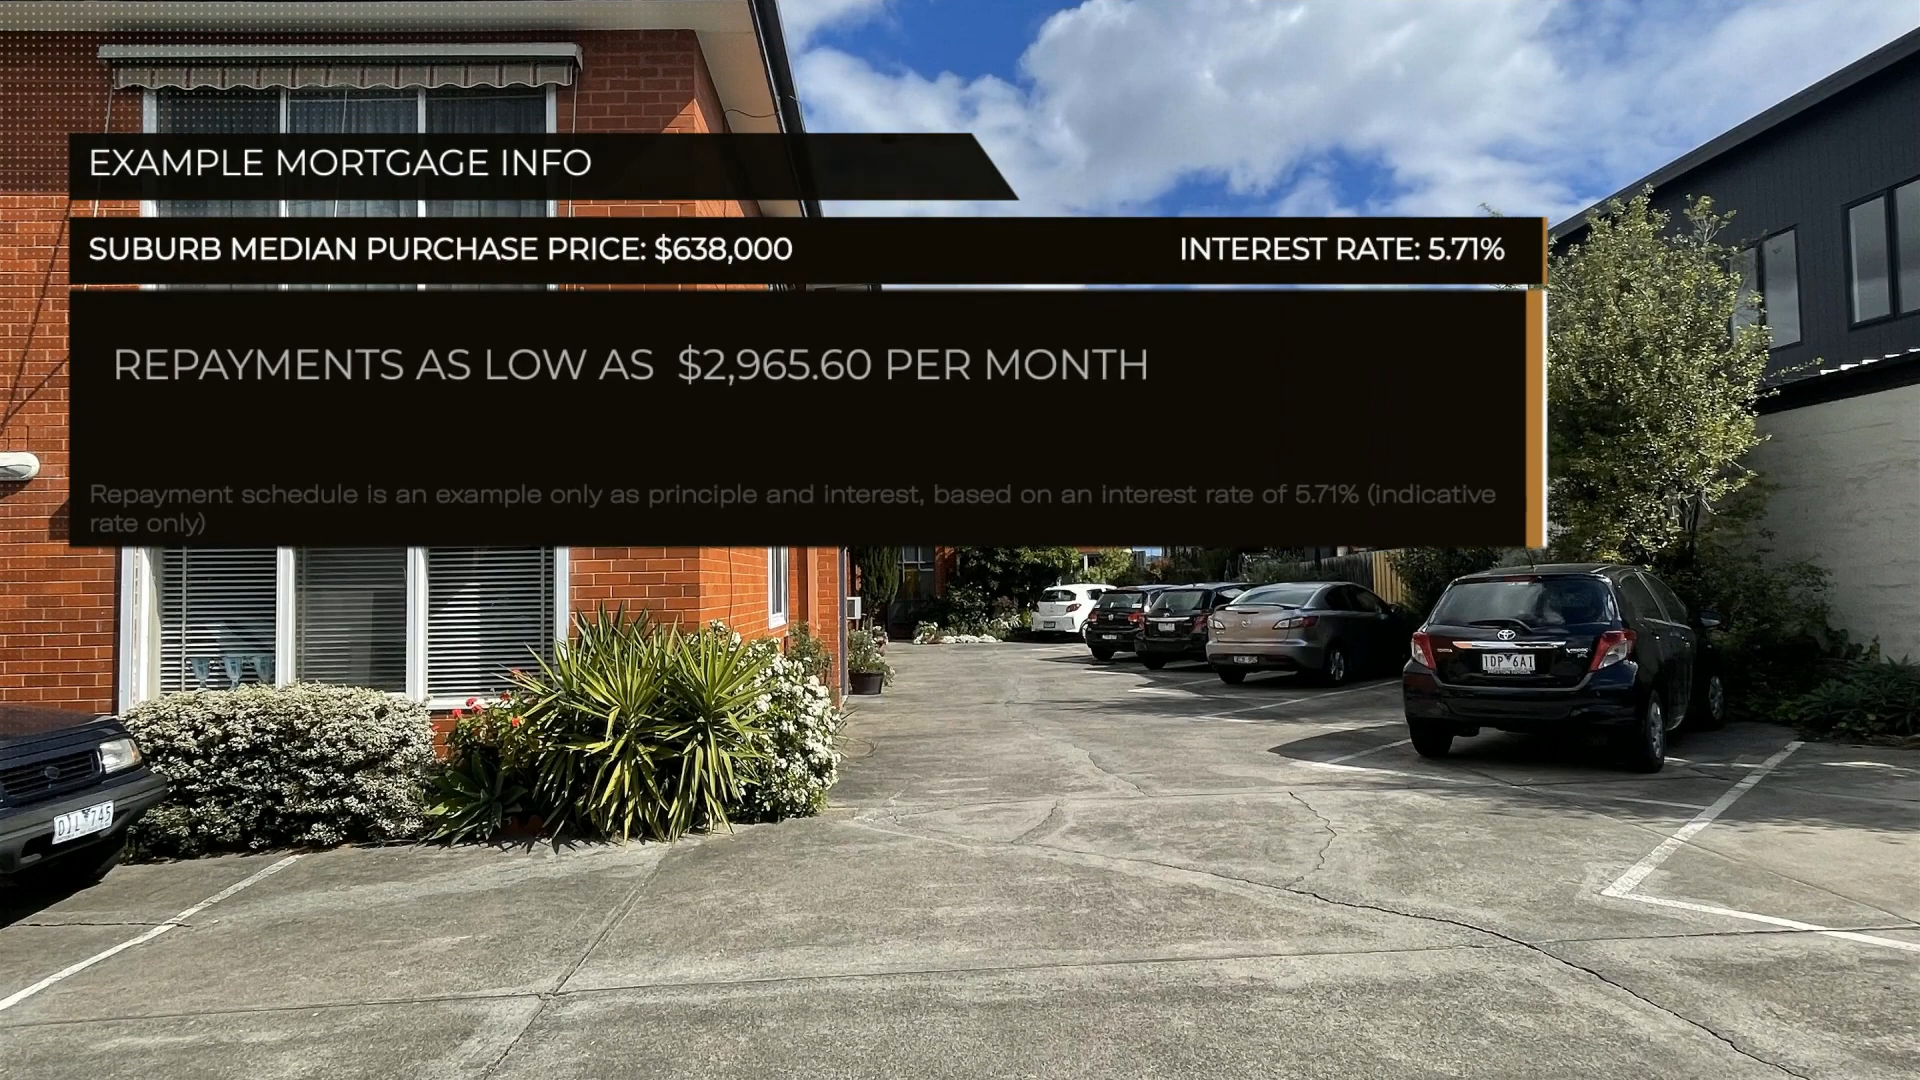 EXAMPLE MORTGAGE INFO
SUBURB MEDIAN PURCHASE PRICE: $638,000 INTEREST RATE: 5.71%
REPAYMENTS AS LOW AS $2,965.60 PER MONTH
Repayment schedule is an example only as principle and interest, based on an interest rate of 5.71% (indicative
rate only)
1DP 6AI